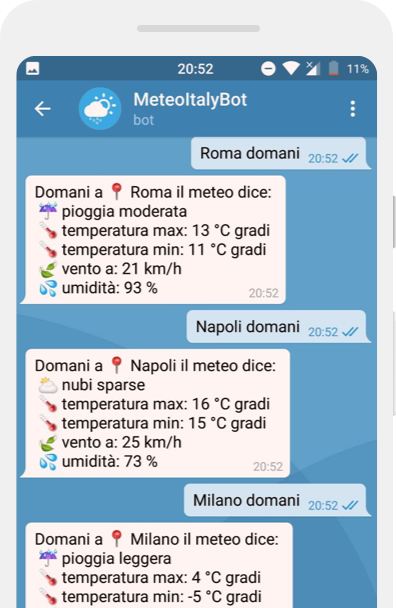 20:52 11%
MeteoItalyBot
bot
Roma domani 20:52
Domani a 📍 Roma il meteo dice:
☔ pioggia moderata
🌡 temperatura max: 13 °C gradi
🌡 temperatura min: 11 °C gradi
🍃 vento a: 21 km/h
💦 umidità: 93 %
20:52
Napoli domani 20:52
Domani a 📍 Napoli il meteo dice:
🌥 nubi sparse
🌡 temperatura max: 16 °C gradi
🌡 temperatura min: 15 °C gradi
🍃 vento a: 25 km/h
💦 umidità: 73 %
20:52
Milano domani 20:52
Domani a 📍 Milano il meteo dice:
☔ pioggia leggera
🌡 temperatura max: 4 °C gradi
🌡 temperatura min: -5 °C gradi